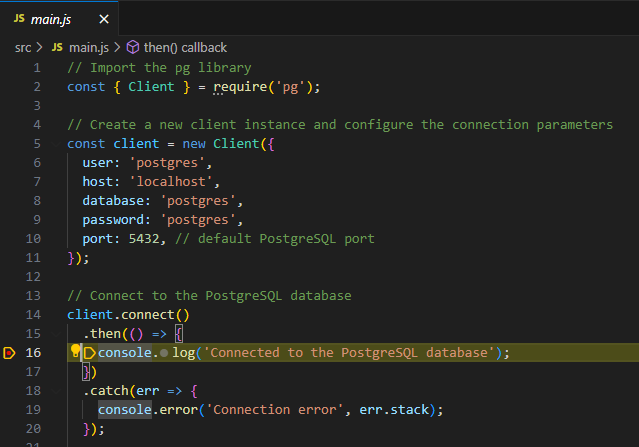 JS main.js ×
src > JS main.js > then() callback
1 // Import the pg library
2 const { Client } = require('pg');
3
4 // Create a new client instance and configure the connection parameters
5 const client = new Client({
6 user: 'postgres',
7 host: 'localhost',
8 database: 'postgres',
9 password: 'postgres',
10 port: 5432, // default PostgreSQL port
11 });
12
13 // Connect to the PostgreSQL database
14 client.connect()
15 .then(() => {
16 console.log('Connected to the PostgreSQL database');
17 })
18 .catch(err => {
19 console.error('Connection error', err.stack);
20 });